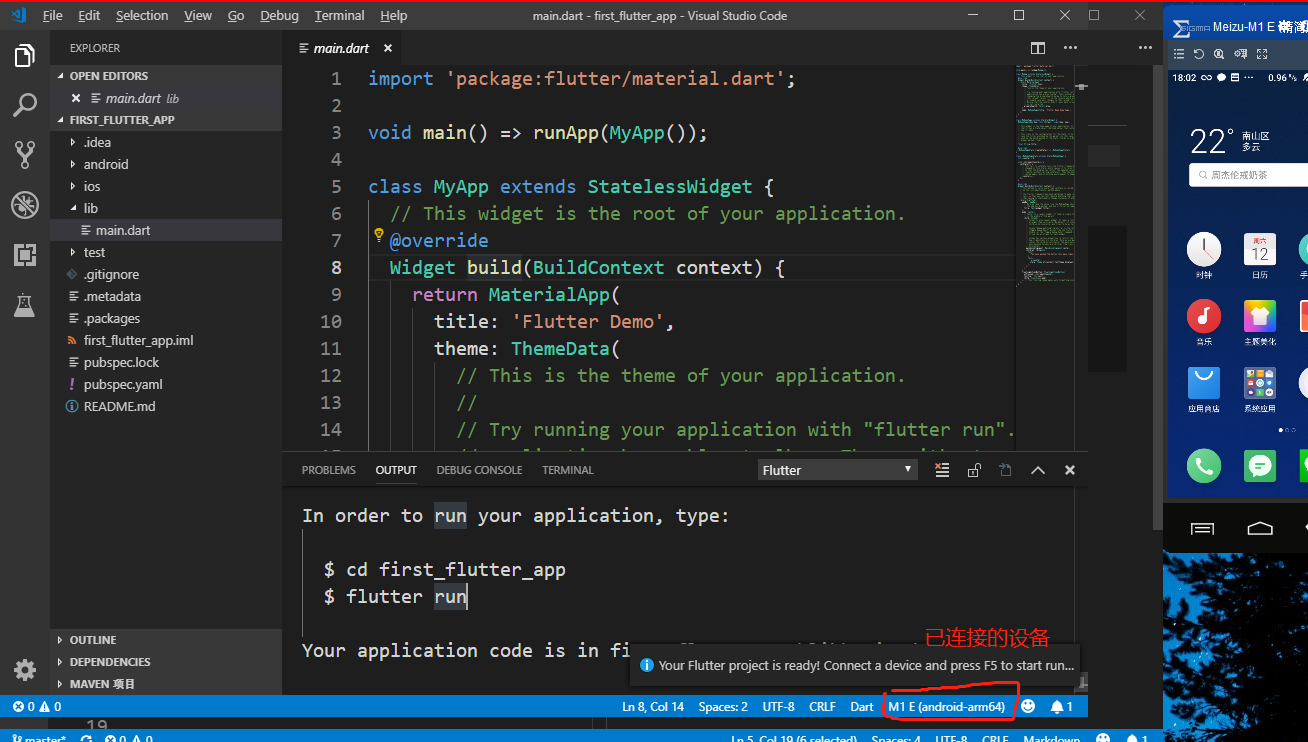 File Edit Selection View Go Debug Terminal Help
main.dart - first_flutter_app - Visual Studio Code
EXPLORER
OPEN EDITORS
main.dart lib
FIRST_FLUTTER_APP
.idea
android
ios
lib
main.dart
test
.gitignore
.metadata
.packages
first_flutter_app.iml
pubspec.lock
pubspec.yaml
README.md
OUTLINE
DEPENDENCIES
MAVEN 项目
main.dart
1 import 'package:flutter/material.dart';
2
3 void main() => runApp(MyApp());
4
5 class MyApp extends StatelessWidget {
6 // This widget is the root of your application.
7 @override
8 Widget build(BuildContext context) {
9 return MaterialApp(
10 title: 'Flutter Demo',
11 theme: ThemeData(
12 // This is the theme of your application.
13 //
14 // Try running your application with "flutter run".
PROBLEMS OUTPUT DEBUG CONSOLE TERMINAL
Flutter
In order to run your application, type:
$ cd first_flutter_app
$ flutter run
Your application code is in
已连接的设备
Your Flutter project is ready! Connect a device and press F5 to start run...
0 0
Ln 8, Col 14 Spaces: 2 UTF-8 CRLF Dart M1 E (android-arm64) 1
19
master* 0 0
Ln 5, Col 19 (6 selected) Spaces: 4 UTF-8 CRLF Markdown 1
Meizu-M1 E
18:02
0.96%
22°
南山区
多云
周杰伦戒奶茶
周六
12
时钟
日历
音乐
主题美化
应用商店
系统应用